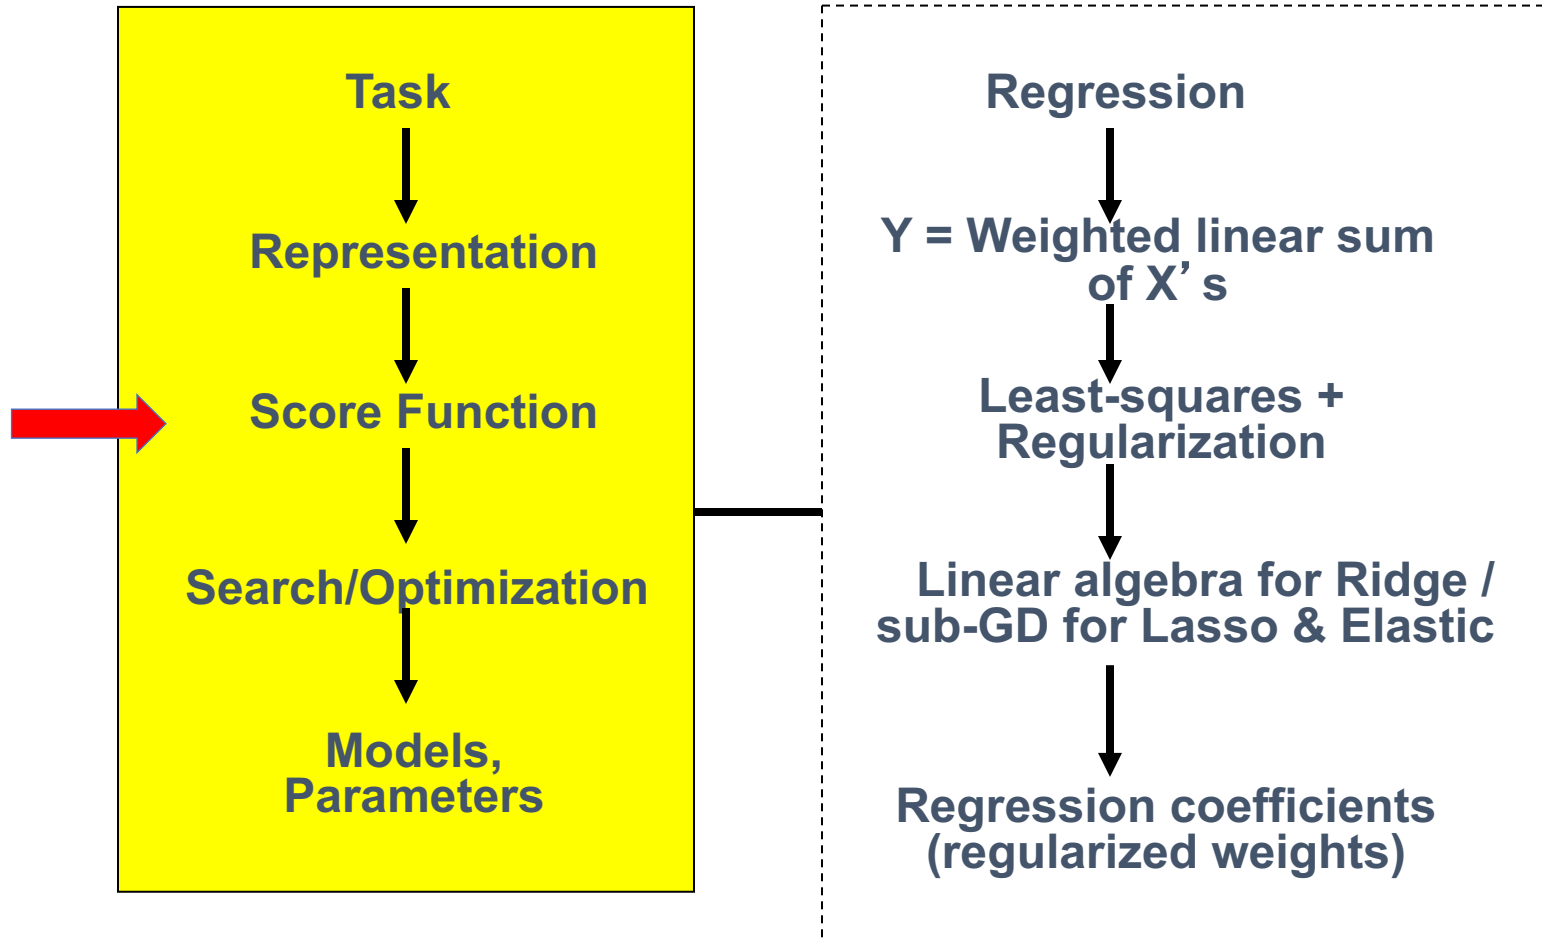 Task
Representation
Score Function
Search/Optimization
Models,
Parameters
Regression
Y = Weighted linear sum
of X’s
Least-squares +
Regularization
Linear algebra for Ridge /
sub-GD for Lasso & Elastic
Regression coefficients
(regularized weights)